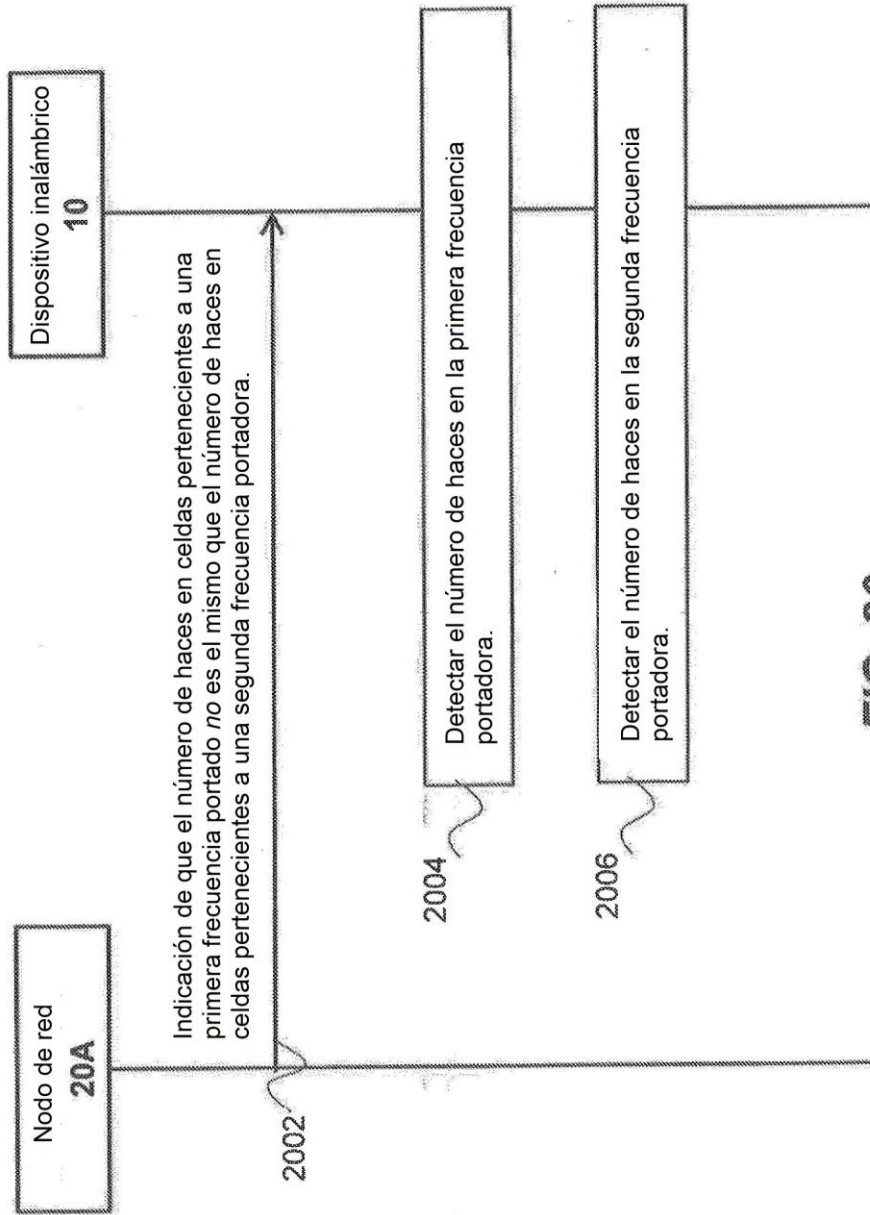 Nodo de red
20A
Dispositivo inalámbrico
10
Indicación de que el número de haces en celdas pertenecientes a una
primera frecuencia portado no es el mismo que el número de haces en
celdas pertenecientes a una segunda frecuencia portadora.
2002
Detectar el número de haces en la primera frecuencia
portadora.
2004
Detectar el número de haces en la segunda frecuencia
portadora.
2006